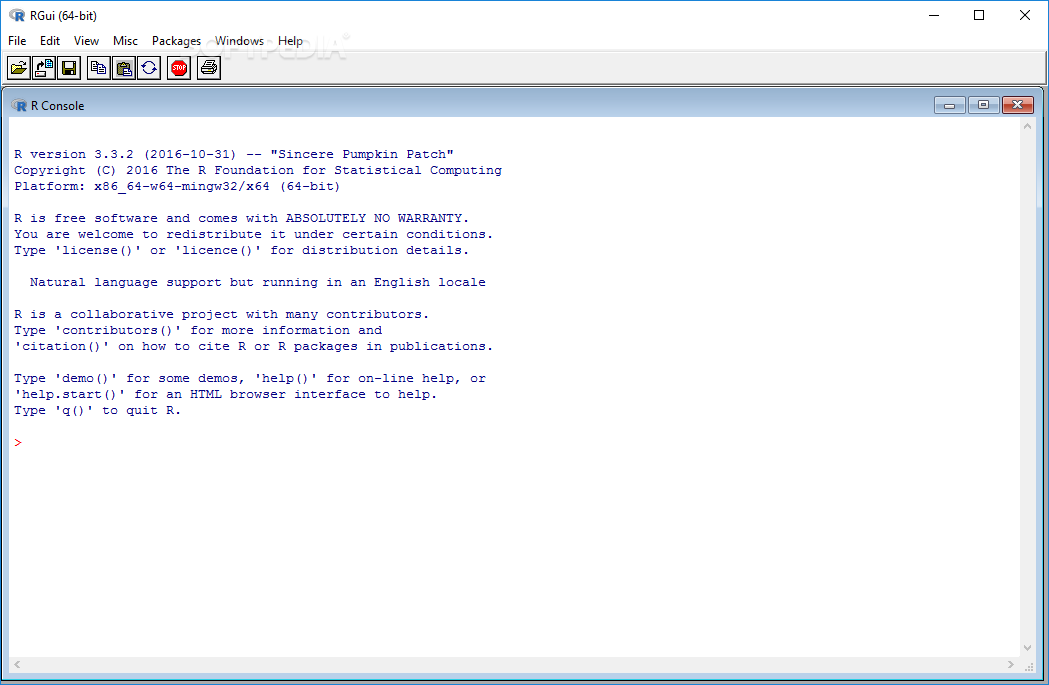 RGui (64-bit)
File Edit View Misc Packages Windows Help
SOFTPEDIA
STOP
R Console
R version 3.3.2 (2016-10-31) -- "Sincere Pumpkin Patch"
Copyright (C) 2016 The R Foundation for Statistical Computing
Platform: x86_64-w64-mingw32/x64 (64-bit)
R is free software and comes with ABSOLUTELY NO WARRANTY.
You are welcome to redistribute it under certain conditions.
Type 'license()' or 'licence()' for distribution details.
Natural language support but running in an English locale
R is a collaborative project with many contributors.
Type 'contributors()' for more information and
'citation()' on how to cite R or R packages in publications.
Type 'demo()' for some demos, 'help()' for on-line help, or
'help.start()' for an HTML browser interface to help.
Type 'q()' to quit R.
>